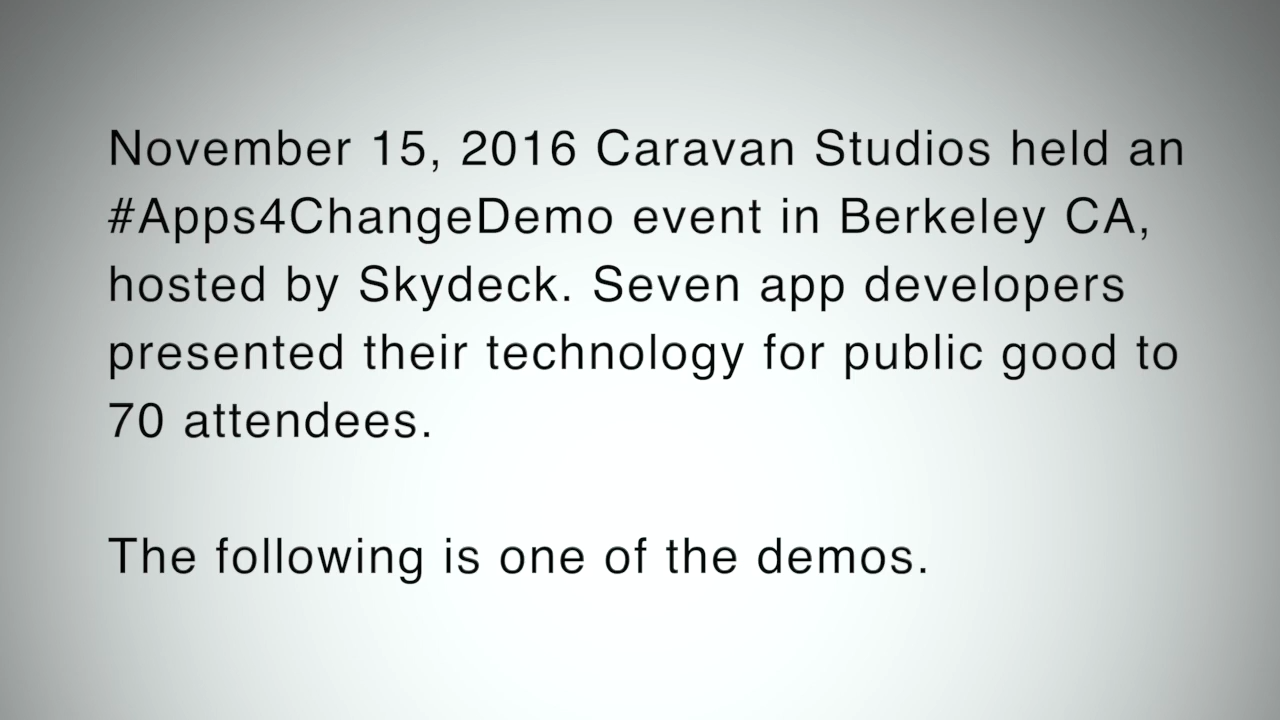 November 15, 2016 Caravan Studios held an
#Apps4ChangeDemo event in Berkeley CA,
hosted by Skydeck. Seven app developers
presented their technology for public good to
70 attendees.
The following is one of the demos.